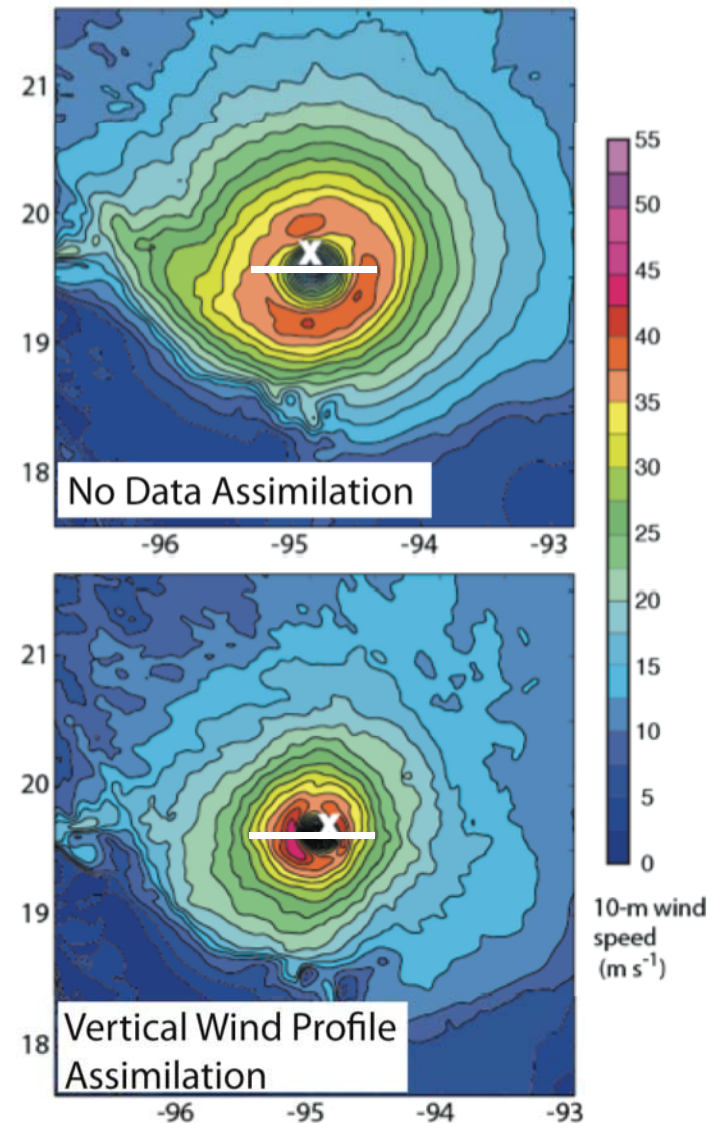 21
20
19
18
No Data Assimilation
-96 -95 -94 -93
55
50
45
40
35
30
25
20
15
10
5
0
10-m wind
speed
(m s⁻¹)
X
21
20
19
18
X
Vertical Wind Profile
Assimilation
-96 -95 -94 -93